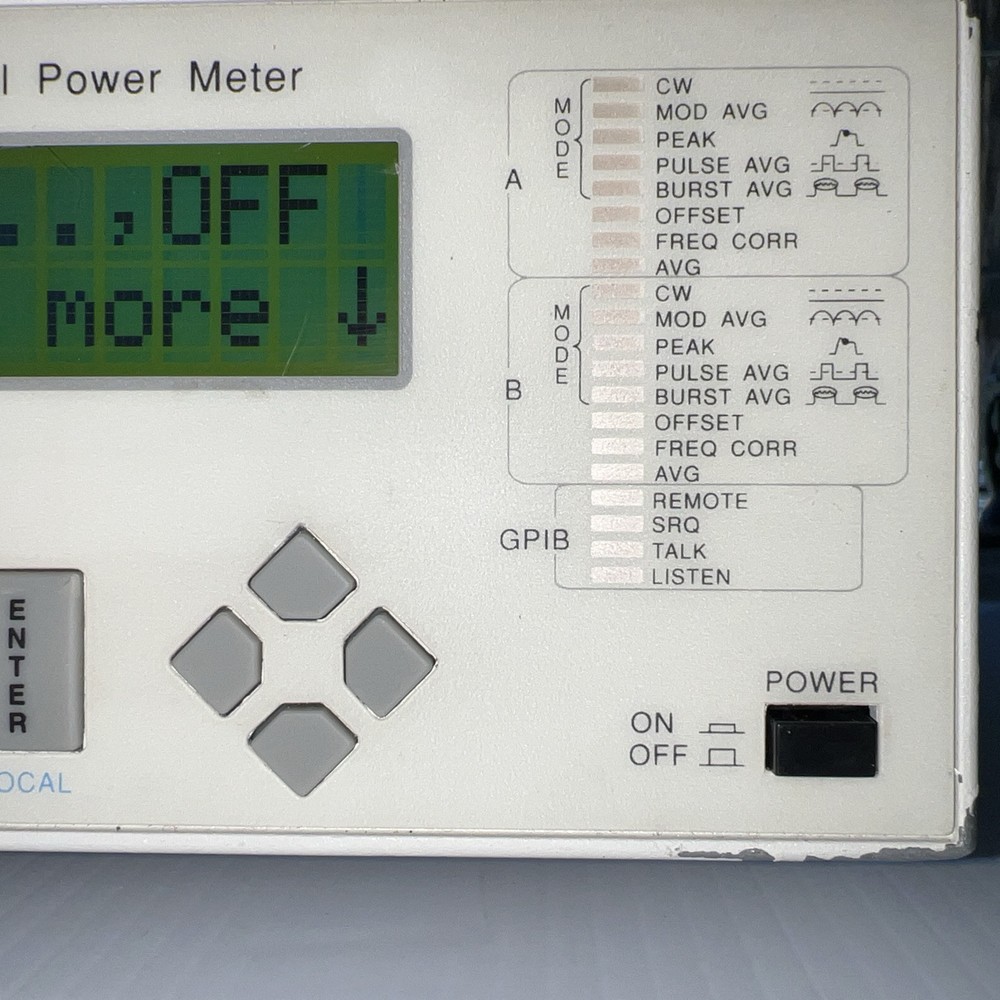 l Power Meter
..,OFF
more ↓
A
MODE
CW
MOD AVG
PEAK
PULSE AVG
BURST AVG
OFFSET
FREQ CORR
AVG
B
MODE
CW
MOD AVG
PEAK
PULSE AVG
BURST AVG
OFFSET
FREQ CORR
AVG
GPIB
REMOTE
SRQ
TALK
LISTEN
ENTER
OCAL
POWER
ON
OFF